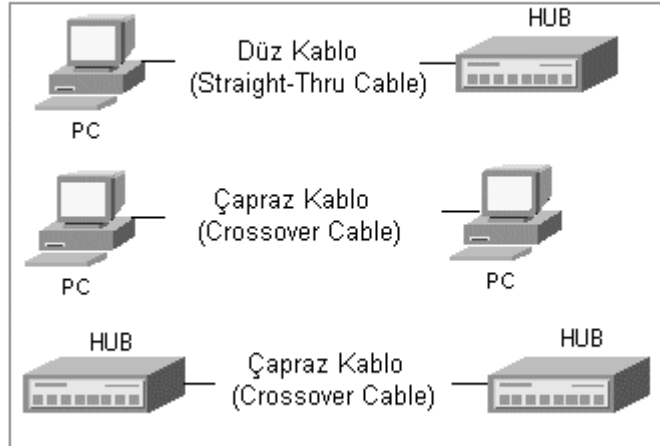 HUB
Düz Kablo
(Straight-Thru Cable)
PC
Çapraz Kablo
(Crossover Cable)
PC
PC
HUB
HUB
Çapraz Kablo
(Crossover Cable)